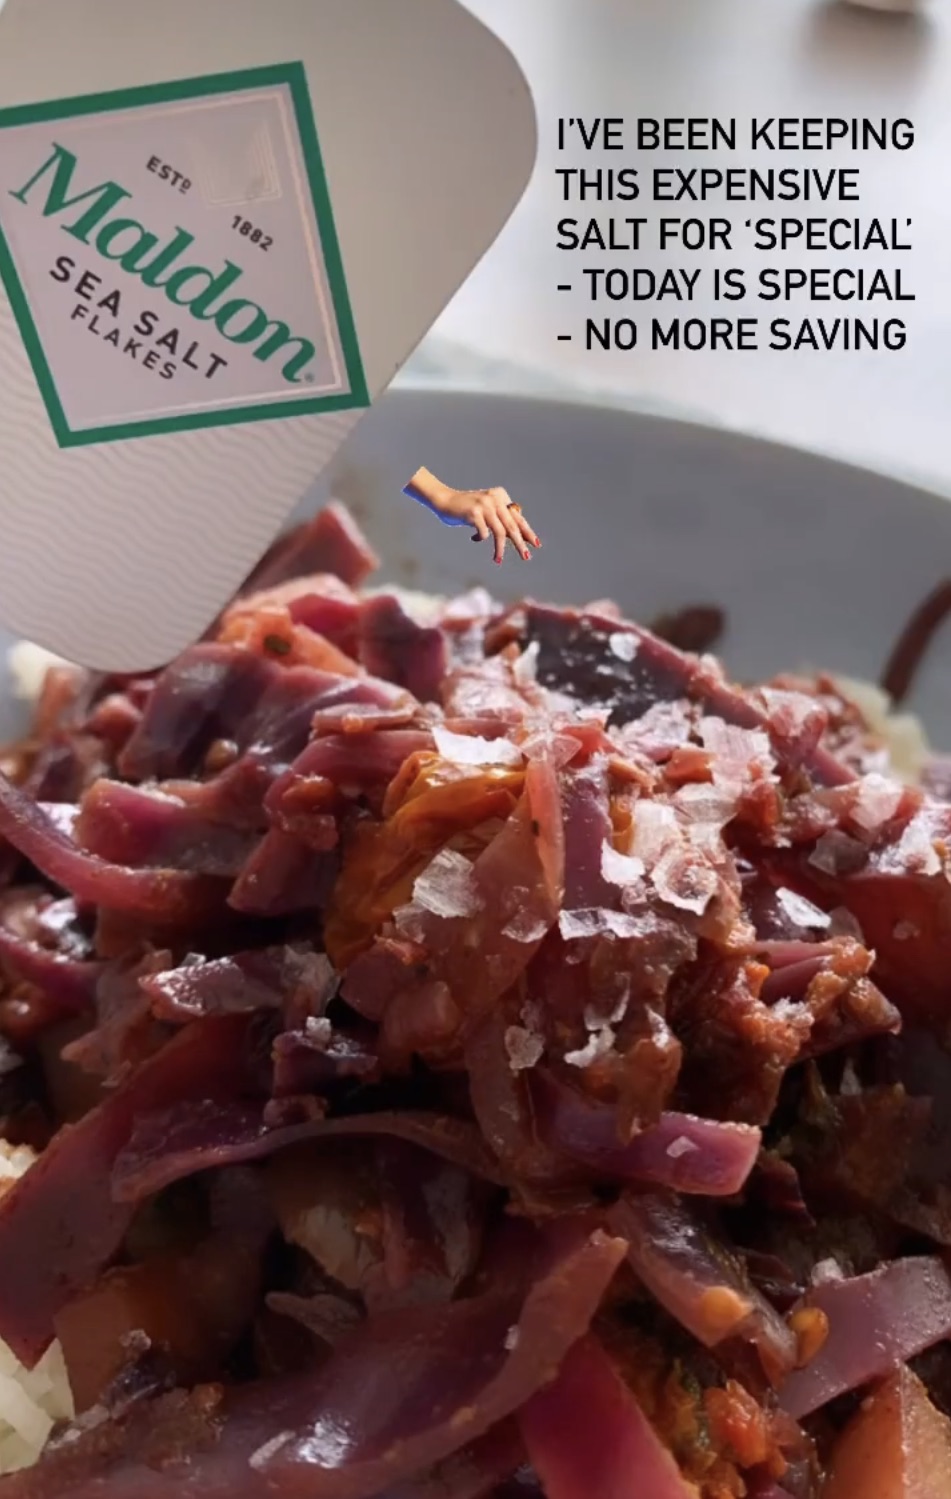 ESTD
1882
Maldon®
SEA SALT
FLAKES
I'VE BEEN KEEPING
THIS EXPENSIVE
SALT FOR 'SPECIAL'
- TODAY IS SPECIAL
- NO MORE SAVING